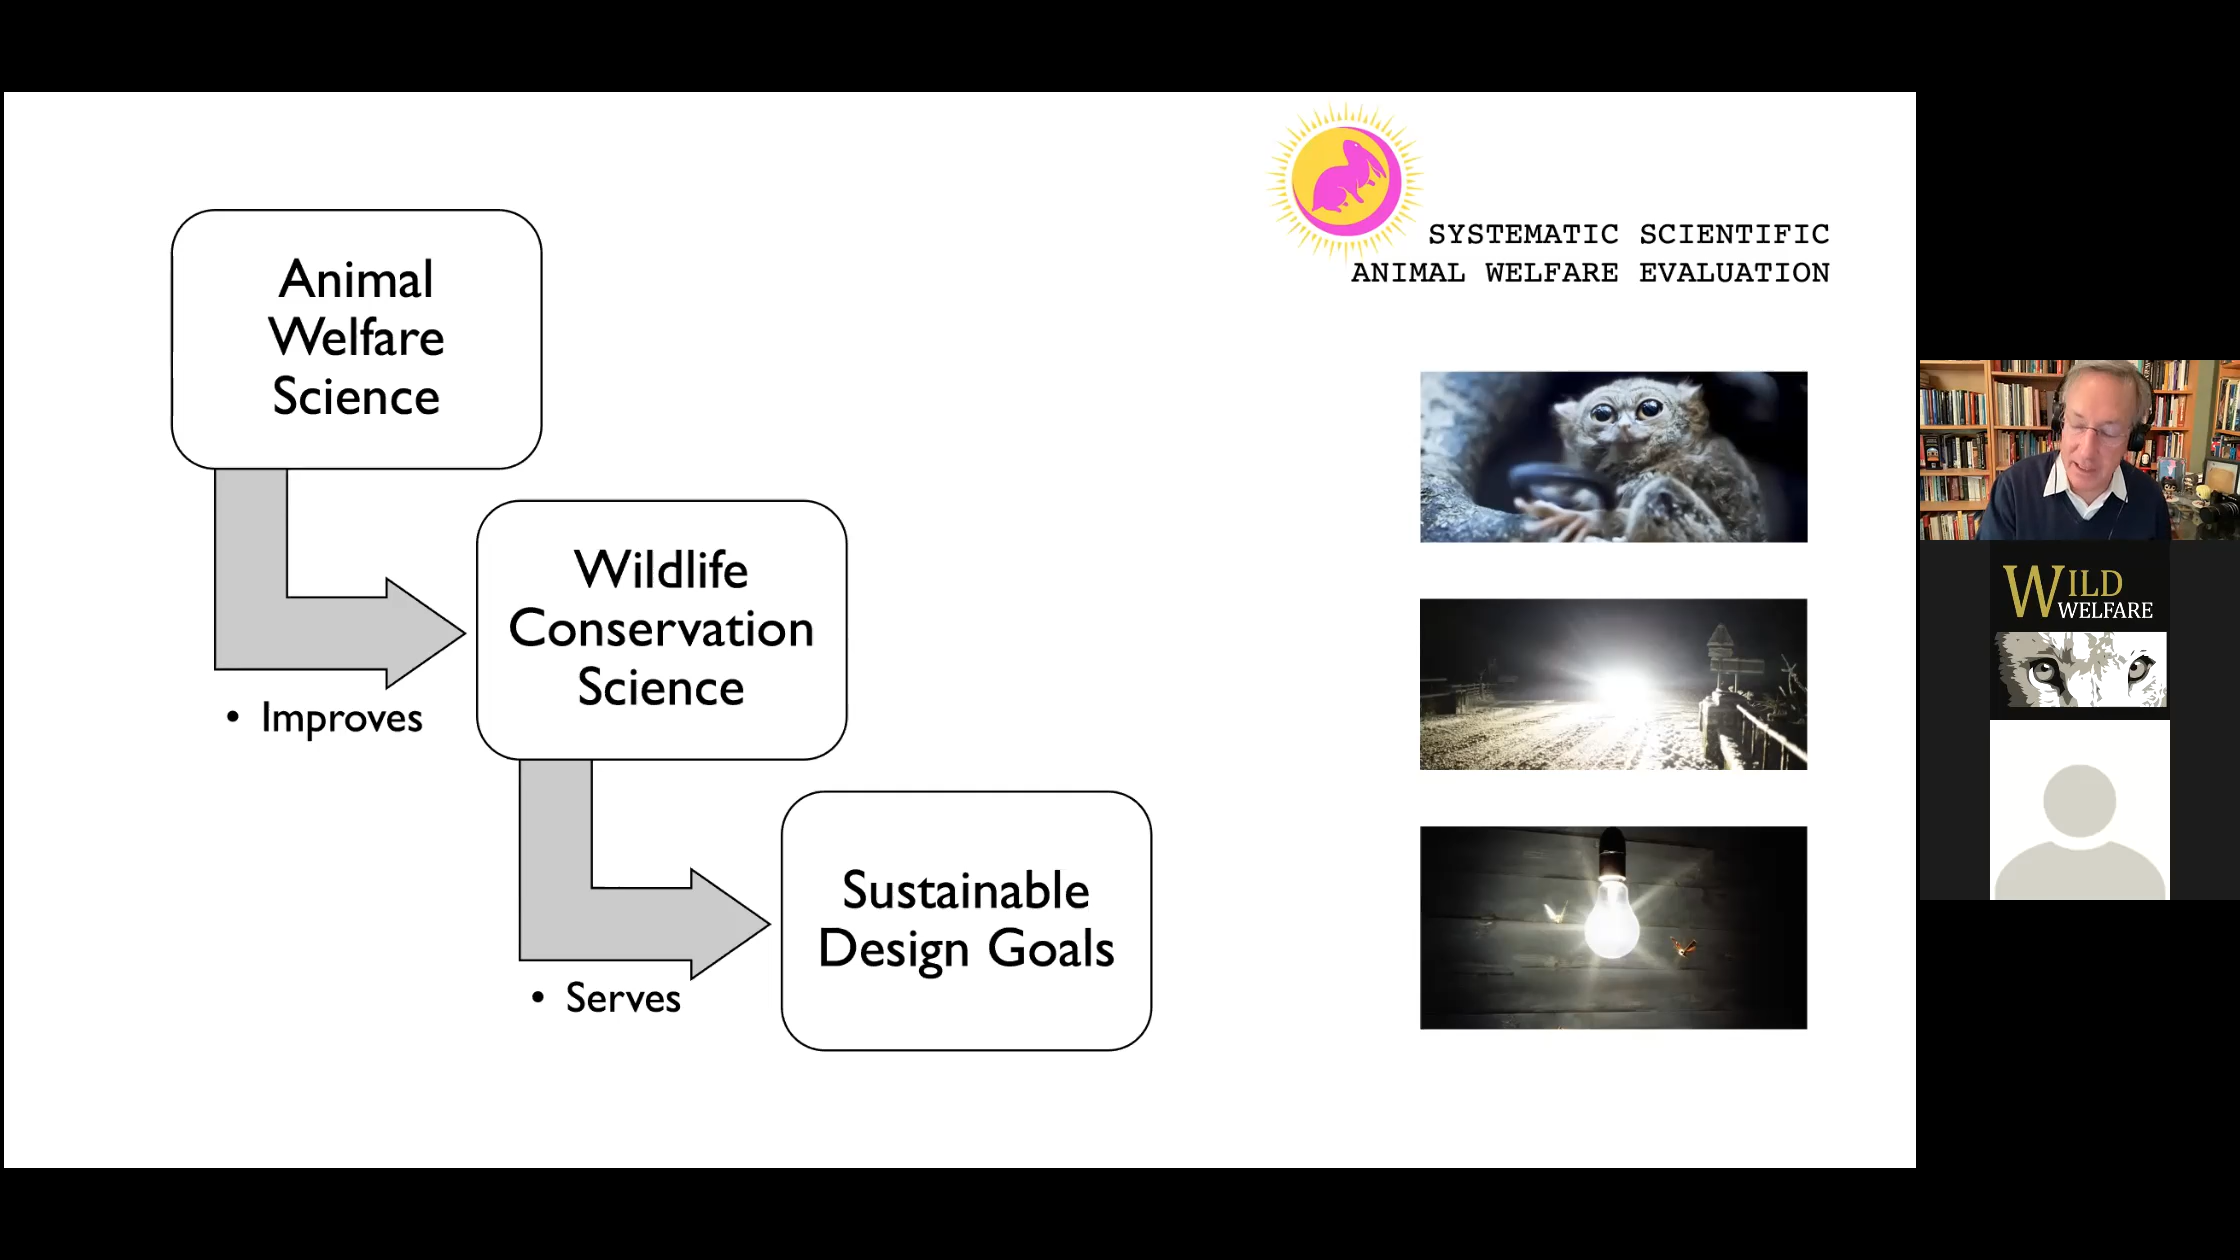 SYSTEMATIC SCIENTIFIC
ANIMAL WELFARE EVALUATION
Animal
Welfare
Science
• Improves
Wildlife
Conservation
Science
• Serves
Sustainable
Design Goals
WILD
WELFARE